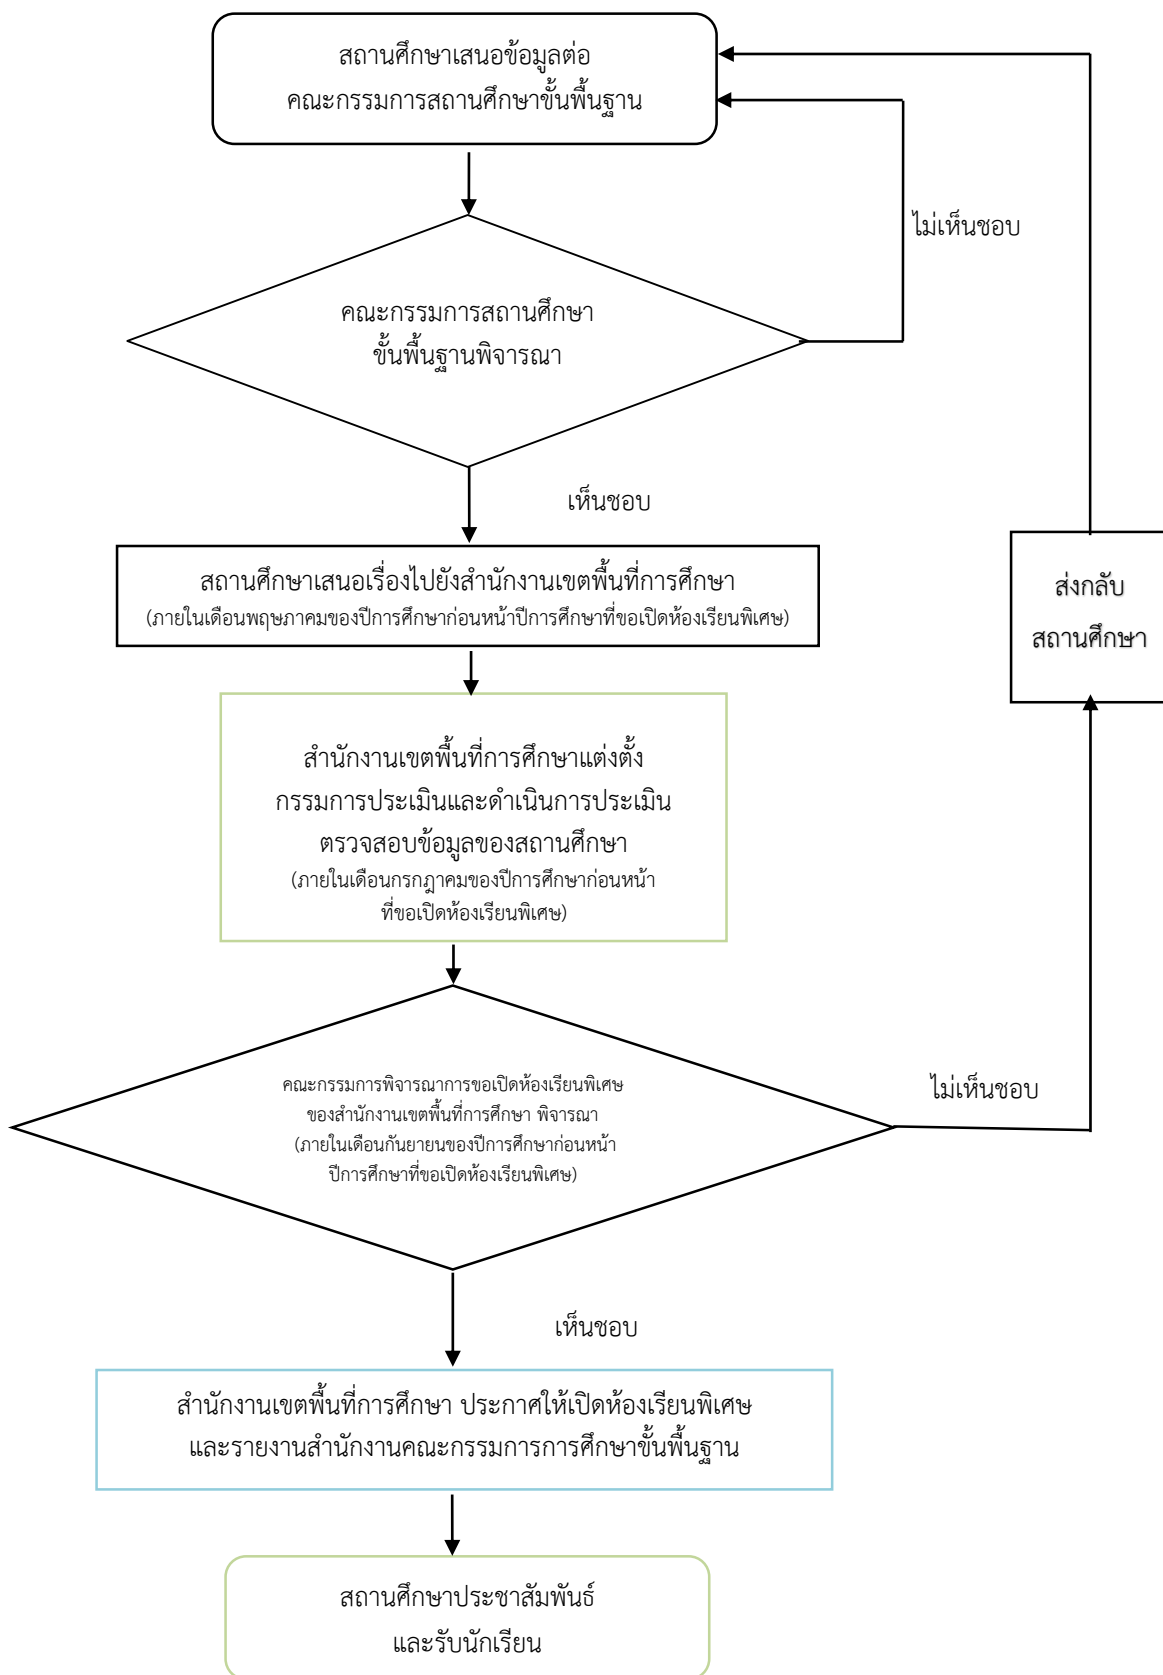 สถานศึกษาเสนอข้อมูลต่อ
คณะกรรมการสถานศึกษาขั้นพื้นฐาน
ไม่เห็นชอบ
คณะกรรมการสถานศึกษา
ขั้นพื้นฐานพิจารณา
เห็นชอบ
สถานศึกษาเสนอเรื่องไปยังสำนักงานเขตพื้นที่การศึกษา
(ภายในเดือนพฤษภาคมของปีการศึกษาก่อนหน้าปีการศึกษาที่ขอเปิดห้องเรียนพิเศษ)
ส่งกลับ
สถานศึกษา
สำนักงานเขตพื้นที่การศึกษาแต่งตั้ง
กรรมการประเมินและดำเนินการประเมิน
ตรวจสอบข้อมูลของสถานศึกษา
(ภายในเดือนกรกฎาคมของปีการศึกษาก่อนหน้า
ที่ขอเปิดห้องเรียนพิเศษ)
คณะกรรมการพิจารณาการขอเปิดห้องเรียนพิเศษ
ของสำนักงานเขตพื้นที่การศึกษา พิจารณา
(ภายในเดือนกันยายนของปีการศึกษาก่อนหน้า
ปีการศึกษาที่ขอเปิดห้องเรียนพิเศษ)
ไม่เห็นชอบ
เห็นชอบ
สำนักงานเขตพื้นที่การศึกษา ประกาศให้เปิดห้องเรียนพิเศษ
และรายงานสำนักงานคณะกรรมการการศึกษาขั้นพื้นฐาน
สถานศึกษาประชาสัมพันธ์
และรับนักเรียน